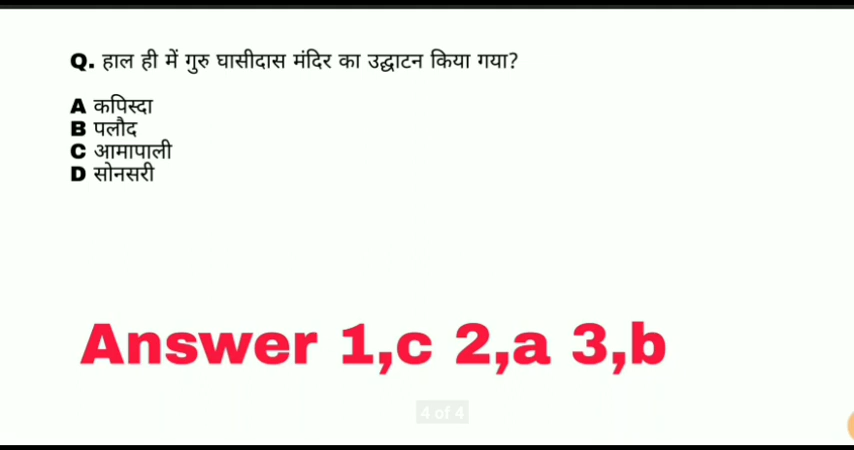 Q. हाल ही में गुरु घासीदास मंदिर का उद्घाटन किया गया?
A कपिस्दा
B पलौद
C आमापाली
D सोनसरी
Answer 1,c 2,a 3,b
4 of 4